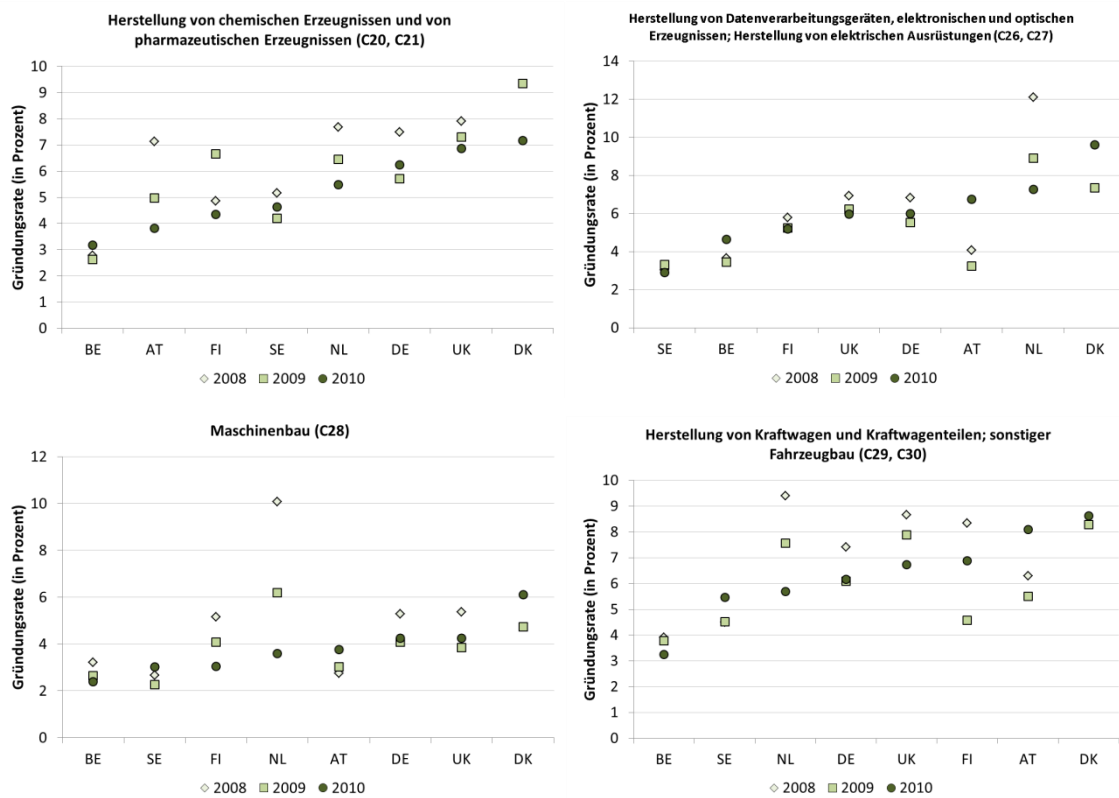 Herstellung von chemischen Erzeugnissen und von
pharmazeutischen Erzeugnissen (C20, C21)
Gründungsrate (in Prozent)
10
9
8
7
6
5
4
3
2
1
0
BE AT FI SE NL DE UK DK
2008 2009 2010
Herstellung von Datenverarbeitungsgeräten, elektronischen und optischen
Erzeugnissen; Herstellung von elektrischen Ausrüstungen (C26, C27)
Gründungsrate (in Prozent)
14
12
10
8
6
4
2
0
SE BE FI UK DE AT NL DK
2008 2009 2010
Maschinenbau (C28)
Gründungsrate (in Prozent)
12
10
8
6
4
2
0
BE SE FI NL AT DE UK DK
2008 2009 2010
Herstellung von Kraftwagen und Kraftwagenteilen; sonstiger
Fahrzeugbau (C29, C30)
Gründungsrate (in Prozent)
10
9
8
7
6
5
4
3
2
1
0
BE SE NL DE UK FI AT DK
2008 2009 2010